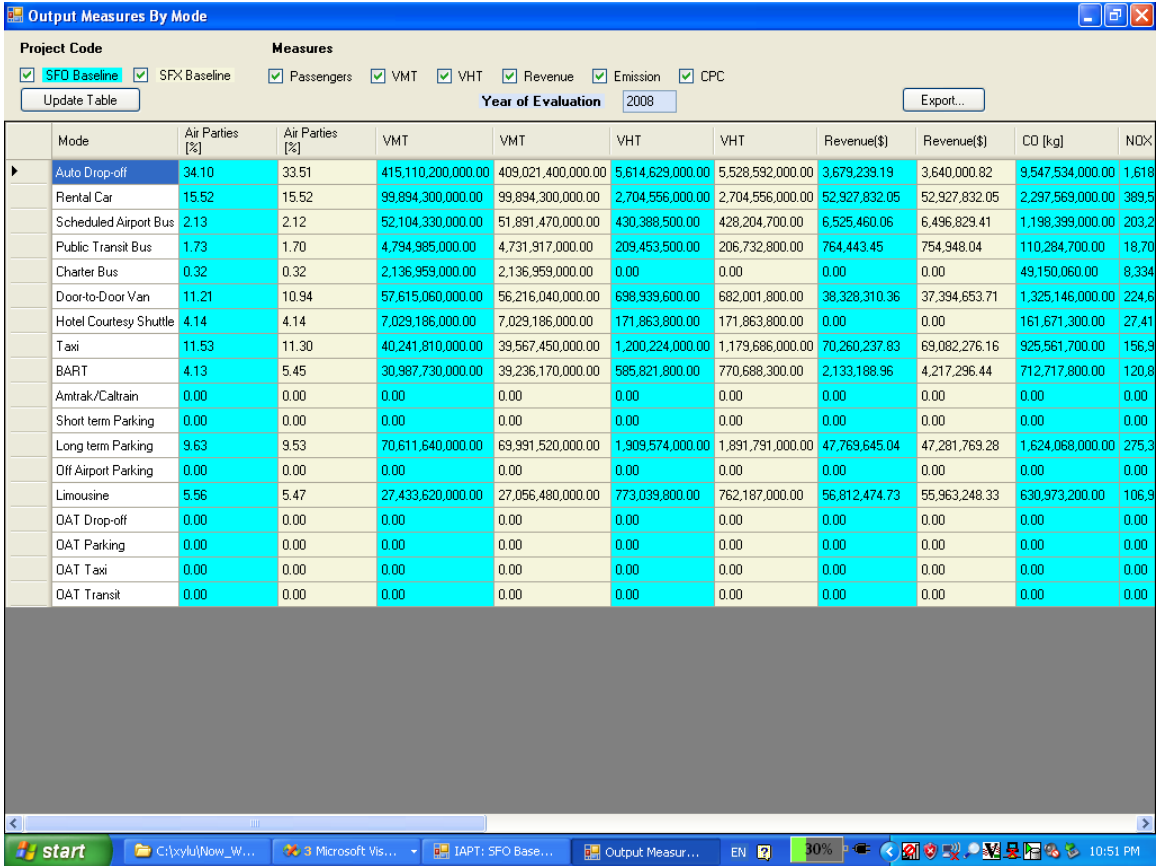 Output Measures By Mode
Project Code Measures
SFO Baseline SFX Baseline Passengers VMT VHT Revenue Emission CPC
Update Table Year of Evaluation 2008 Export...
Mode Air Parties [%] Air Parties [%] VMT VMT VHT VHT Revenue($) Revenue($) CO [kg] NOX
Auto Drop-off 34.10 33.51 415,110,200,000.00 409,021,400,000.00 5,614,629,000.00 5,528,592,000.00 3,679,239.19 3,640,000.82 9,547,534,000.00 1,618
Rental Car 15.52 15.52 99,894,300,000.00 99,894,300,000.00 2,704,556,000.00 2,704,556,000.00 52,927,832.05 52,927,832.05 2,297,569,000.00 389,5
Scheduled Airport Bus 2.13 2.12 52,104,330,000.00 51,891,470,000.00 430,388,500.00 428,204,700.00 6,525,460.06 6,496,829.41 1,198,399,000.00 203,2
Public Transit Bus 1.73 1.70 4,794,985,000.00 4,731,917,000.00 209,453,500.00 206,732,800.00 764,443.45 754,948.04 110,284,700.00 18,70
Charter Bus 0.32 0.32 2,136,959,000.00 2,136,959,000.00 0.00 0.00 0.00 0.00 49,150,060.00 8,334
Door-to-Door Van 11.21 10.94 57,615,060,000.00 56,216,040,000.00 698,939,600.00 682,001,800.00 38,328,310.36 37,394,653.71 1,325,146,000.00 224,6
Hotel Courtesy Shuttle 4.14 4.14 7,029,186,000.00 7,029,186,000.00 171,863,800.00 171,863,800.00 0.00 0.00 161,671,300.00 27,41
Taxi 11.53 11.30 40,241,810,000.00 39,567,450,000.00 1,200,224,000.00 1,179,686,000.00 70,260,237.83 69,082,276.16 925,561,700.00 156,9
BART 4.13 5.45 30,987,730,000.00 39,236,170,000.00 585,821,800.00 770,688,300.00 2,133,188.96 4,217,296.44 712,717,800.00 120,8
Amtrak/Caltrain 0.00 0.00 0.00 0.00 0.00 0.00 0.00 0.00 0.00 0.00
Short term Parking 0.00 0.00 0.00 0.00 0.00 0.00 0.00 0.00 0.00 0.00
Long term Parking 9.63 9.53 70,611,640,000.00 69,991,520,000.00 1,909,574,000.00 1,891,791,000.00 47,769,645.04 47,281,769.28 1,624,068,000.00 275,3
Off Airport Parking 0.00 0.00 0.00 0.00 0.00 0.00 0.00 0.00 0.00 0.00
Limousine 5.56 5.47 27,433,620,000.00 27,056,480,000.00 773,039,800.00 762,187,000.00 56,812,474.73 55,963,248.33 630,973,200.00 106,9
OAT Drop-off 0.00 0.00 0.00 0.00 0.00 0.00 0.00 0.00 0.00 0.00
OAT Parking 0.00 0.00 0.00 0.00 0.00 0.00 0.00 0.00 0.00 0.00
OAT Taxi 0.00 0.00 0.00 0.00 0.00 0.00 0.00 0.00 0.00 0.00
OAT Transit 0.00 0.00 0.00 0.00 0.00 0.00 0.00 0.00 0.00 0.00
start C:\xylu\Now_W... 3 Microsoft Vis... IAPT: SFO Base... Output Measur... EN 30% 10:51 PM